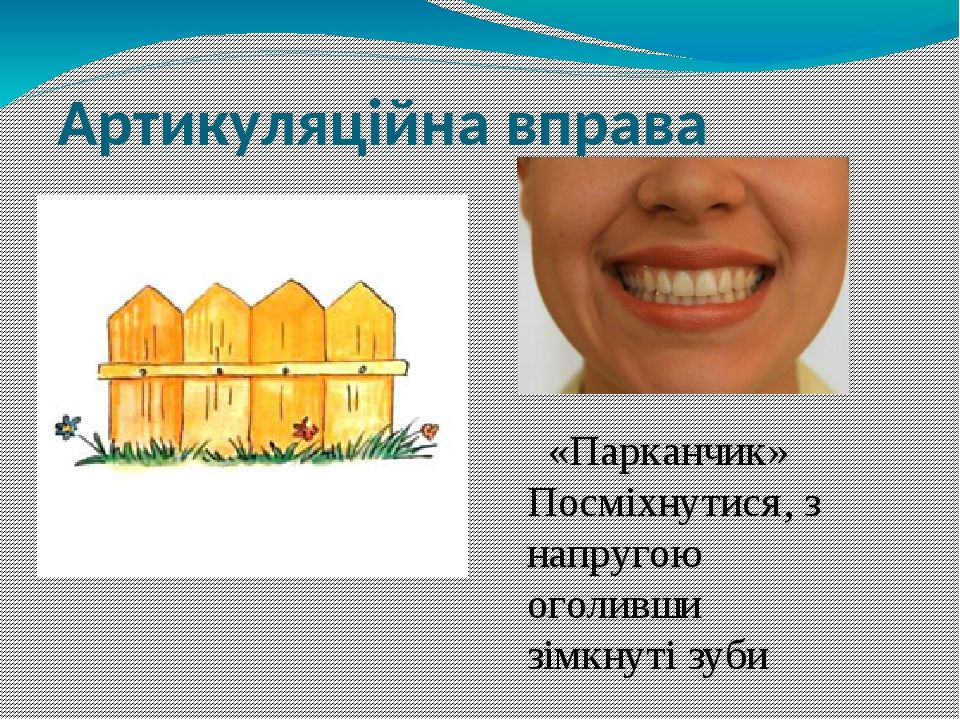 Артикуляційна вправа
«Парканчик»
Посміхнутися, з
напругою
оголивши
зімкнуті зуби